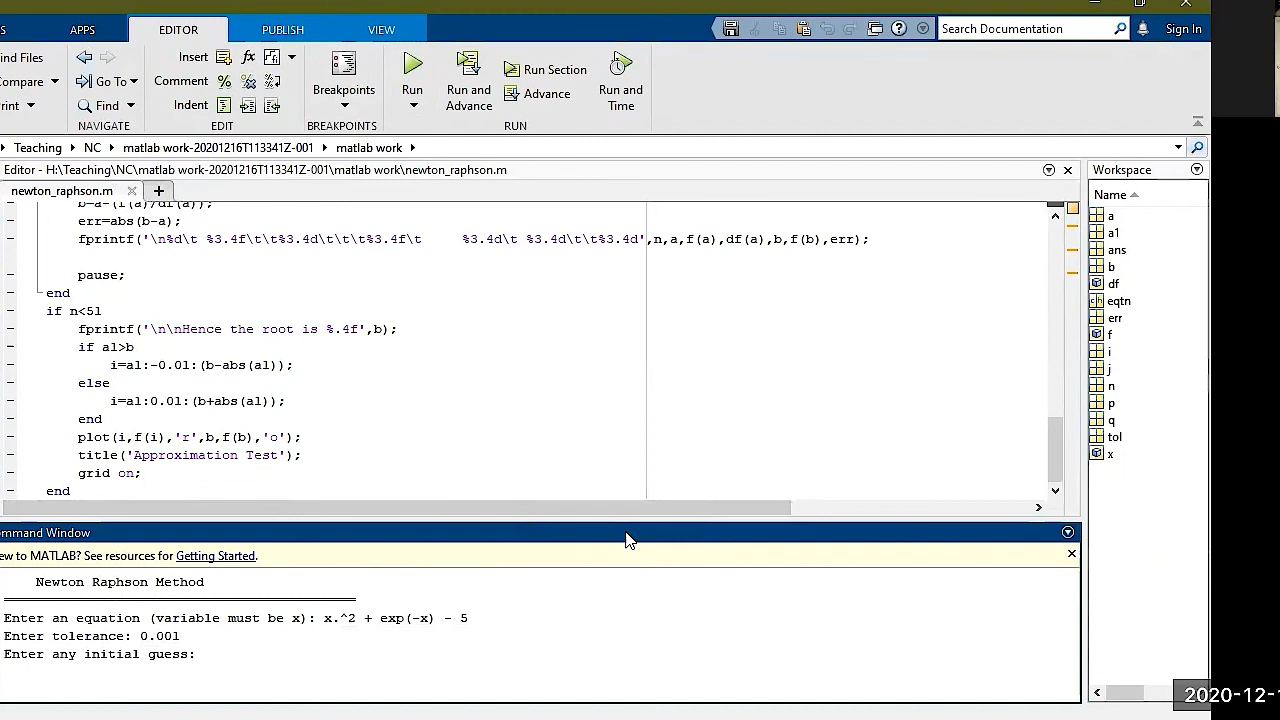 S APPS EDITOR PUBLISH VIEW Search Documentation Sign In
ind Files Insert fx Run Section
ompare Go To Comment Breakpoints Run Run and Advance Advance Run and Time
rint Find Indent
NAVIGATE EDIT BREAKPOINTS RUN
Teaching NC matlab work-20201216T113341Z-001 matlab work
Editor - H:\Teaching\NC\matlab work-20201216T113341Z-001\matlab work\newton_raphson.m
newton_raphson.m
b=a-(f(a)/df(a));
err=abs(b-a);
fprintf('\n%d\t %3.4f\t\t%3.4d\t\t\t%3.4f\t %3.4d\t %3.4d\t\t%3.4d',n,a,f(a),df(a),b,f(b),err);
pause;
end
if n<51
fprintf('\n\nHence the root is %.4f',b);
if a1>b
i=a1:-0.01:(b-abs(a1));
else
i=a1:0.01:(b+abs(a1));
end
plot(i,f(i),'r',b,f(b),'o');
title('Approximation Test');
grid on;
end
Workspace
Name
a
a1
ans
b
df
eqtn
err
f
i
j
n
p
q
tol
x
ommand Window
ew to MATLAB? See resources for Getting Started.
Newton Raphson Method
Enter an equation (variable must be x): x.^2 + exp(-x) - 5
Enter tolerance: 0.001
Enter any initial guess:
2020-12-1